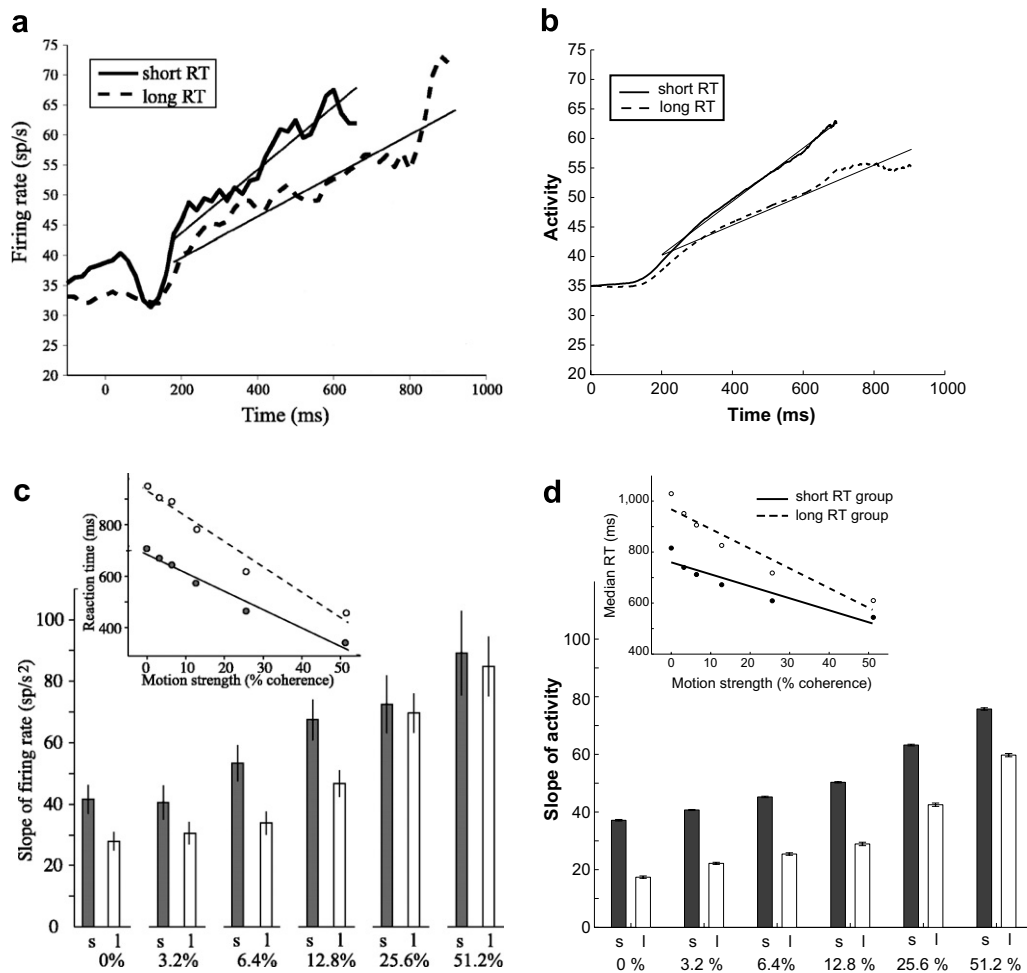 a
75
70
65
60
55
50
45
40
35
30
25
20
Firing rate (sp/s)
short RT
long RT
0 200 400 600 800 1000
Time (ms)
b
75
70
65
60
55
50
45
40
35
30
25
20
Activity
short RT
long RT
0 200 400 600 800 1000
Time (ms)
c
Reaction time (ms)
800
600
400
0 10 20 30 40 50
Motion strength (% coherence)
Slope of firing rate (sp/s²)
100
80
60
40
20
0
s l s l s l s l s l s l
0% 3.2% 6.4% 12.8% 25.6% 51.2%
d
Median RT (ms)
1,000
800
600
400
short RT group
long RT group
0 10 20 30 40 50
Motion strength (% coherence)
Slope of activity
100
80
60
40
20
0
s l s l s l s l s l s l
0 % 3.2 % 6.4% 12.8 % 25.6 % 51.2 %